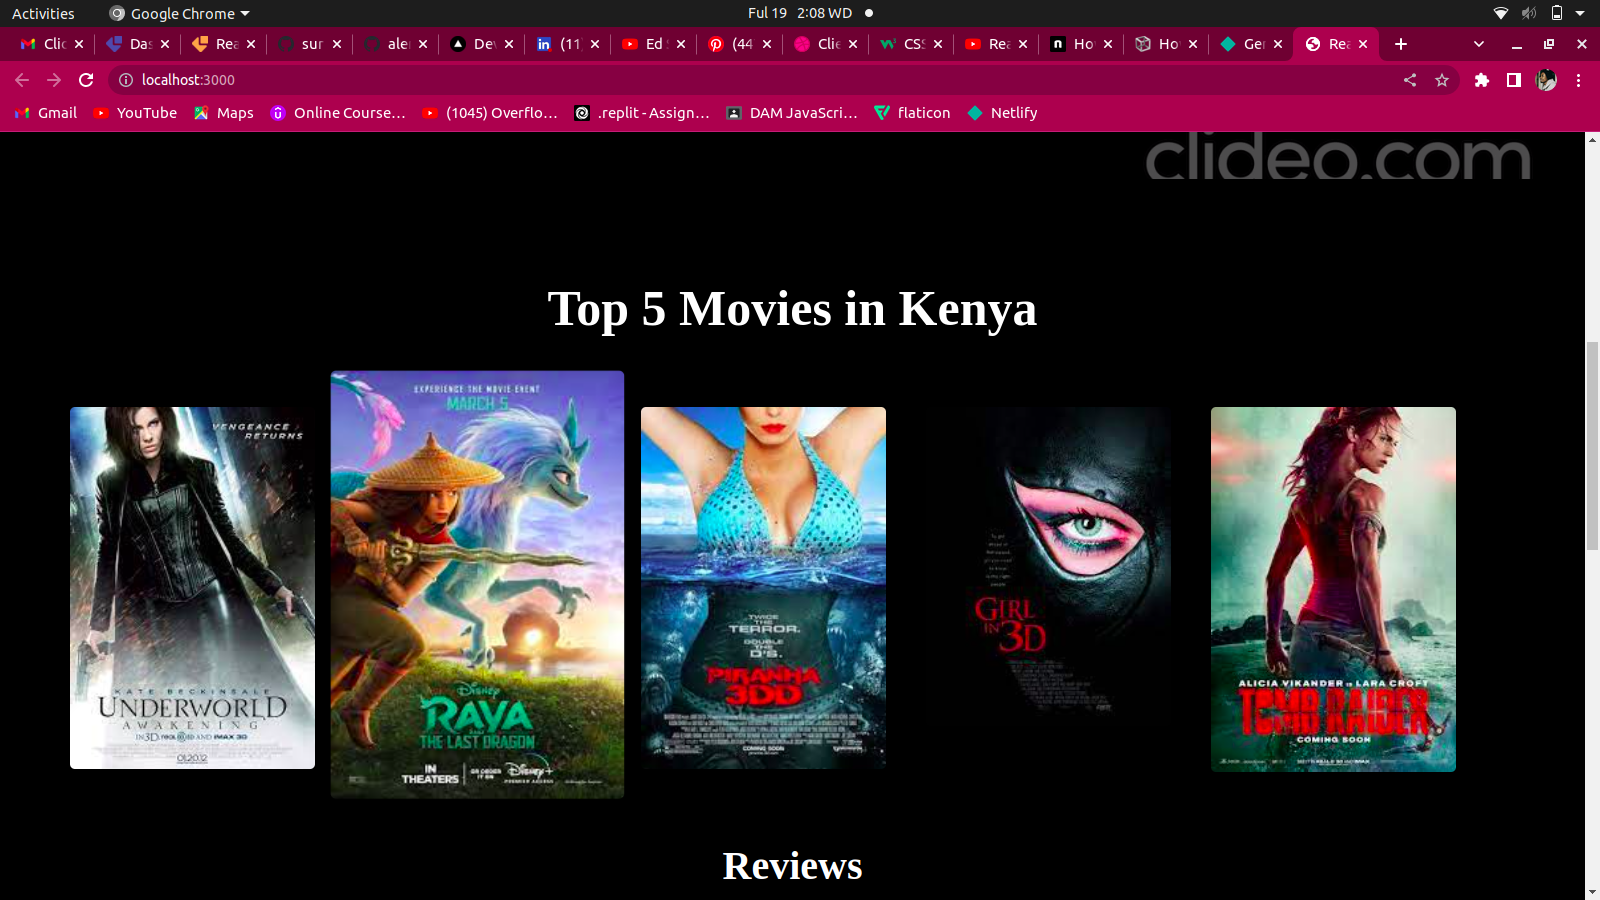 Activities Google Chrome Ful 19 2:08 WD
Clic Das Rea sur ale Dev (11) Ed S (44 Clie CSS Rea Hov Hov Ger Rea
localhost:3000
Gmail YouTube Maps Online Course... (1045) Overflo... .replit - Assign... DAM JavaScri... flaticon Netlify
clideo.com
Top 5 Movies in Kenya
VENGEANCE
RETURNS
KATE BECKINSALE
UNDERWORLD
AWAKENING
IN 3D, REAL D 3D AND IMAX 3D
01.20.12
EXPERIENCE THE MOVIE EVENT
MARCH 5
Disney
RAYA
AND
THE LAST DRAGON
IN THEATERS OR ORDER IT ON Disney+
PREMIER ACCESS
TWICE
THE
TERROR.
DOUBLE
THE
D'S.
PIRANHA
3DD
COMING SOON
GIRL
IN 3D
ALICIA VIKANDER IS LARA CROFT
TOMB RAIDER
COMING SOON
Reviews